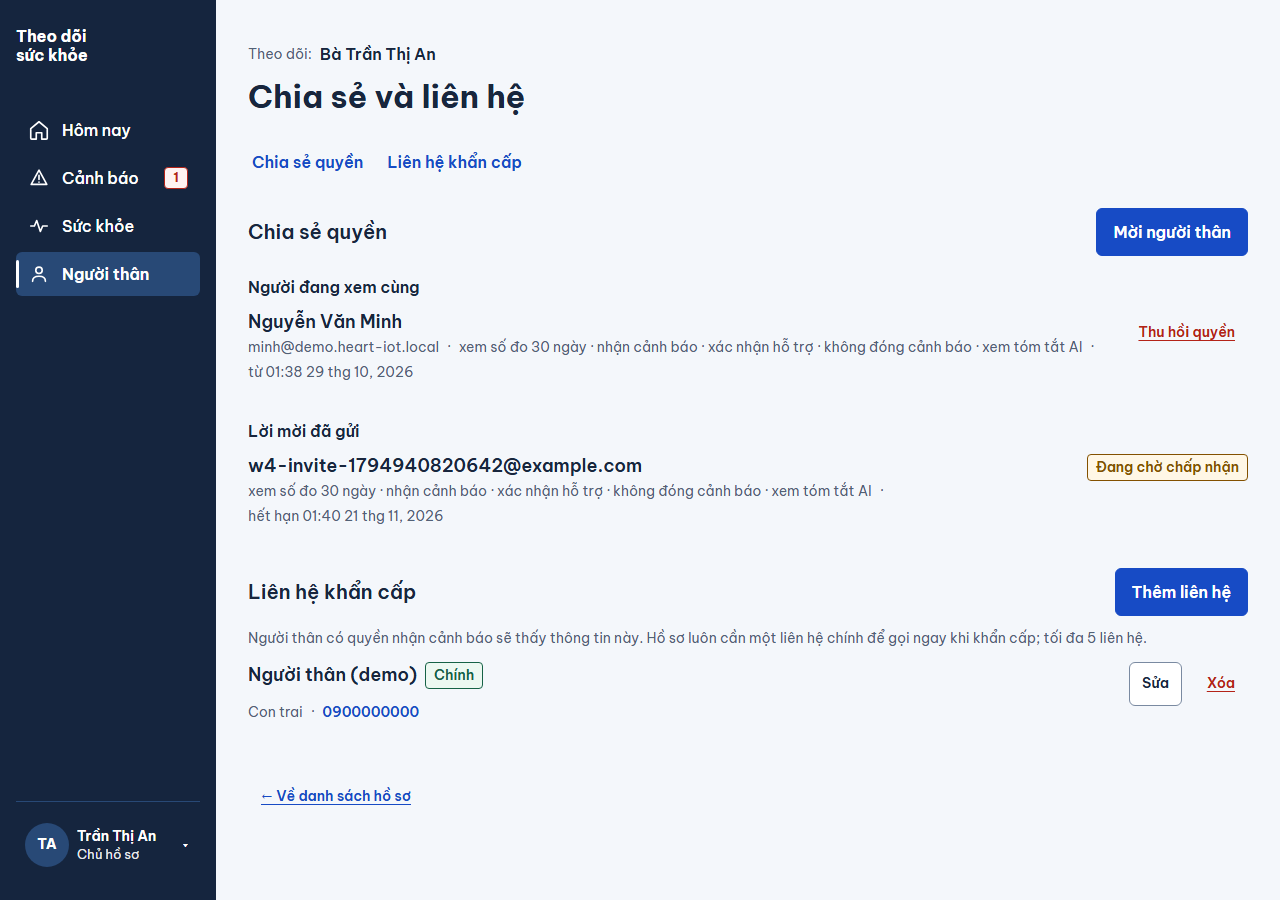 Theo dõi
sức khỏe
Hôm nay
Cảnh báo 1
Sức khỏe
Người thân
TA
Trần Thị An
Chủ hồ sơ
Theo dõi: Bà Trần Thị An
Chia sẻ và liên hệ
Chia sẻ quyền Liên hệ khẩn cấp
Chia sẻ quyền
Mời người thân
Người đang xem cùng
Nguyễn Văn Minh
minh@demo.heart-iot.local · xem số đo 30 ngày · nhận cảnh báo · xác nhận hỗ trợ · không đóng cảnh báo · xem tóm tắt AI ·
từ 01:38 29 thg 10, 2026
Thu hồi quyền
Lời mời đã gửi
w4-invite-1794940820642@example.com
Đang chờ chấp nhận
xem số đo 30 ngày · nhận cảnh báo · xác nhận hỗ trợ · không đóng cảnh báo · xem tóm tắt AI ·
hết hạn 01:40 21 thg 11, 2026
Liên hệ khẩn cấp
Thêm liên hệ
Người thân có quyền nhận cảnh báo sẽ thấy thông tin này. Hồ sơ luôn cần một liên hệ chính để gọi ngay khi khẩn cấp; tối đa 5 liên hệ.
Người thân (demo) Chính
Sửa Xóa
Con trai · 0900000000
← Về danh sách hồ sơ